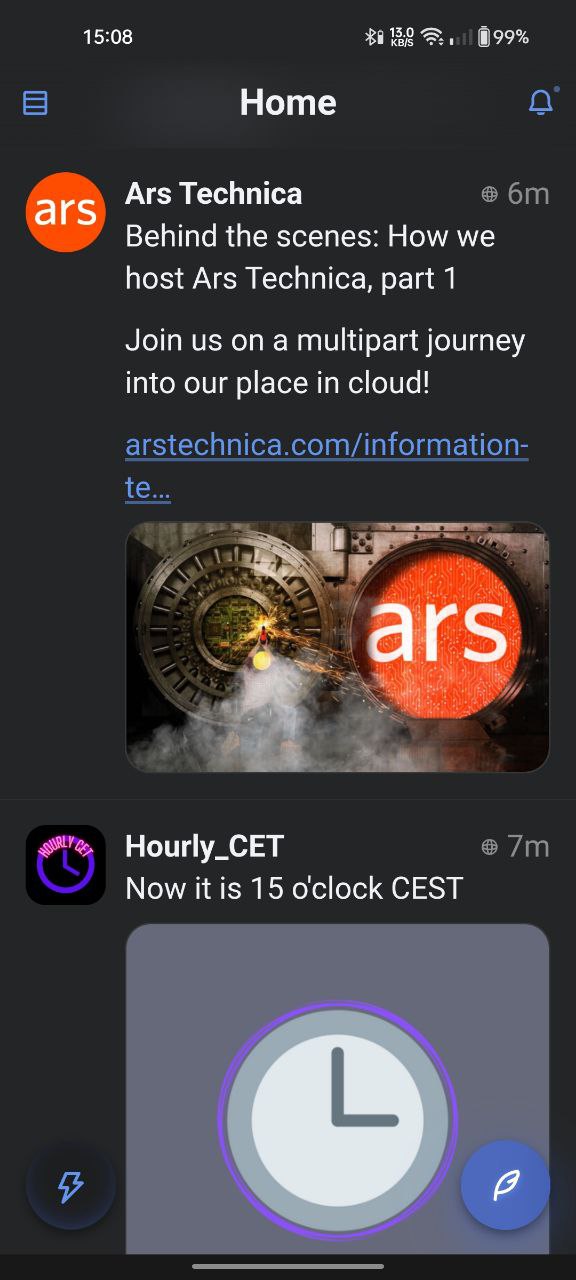 15:08
13.0
KB/S
99%
Home
ars
Ars Technica
6m
Behind the scenes: How we
host Ars Technica, part 1
Join us on a multipart journey
into our place in cloud!
arstechnica.com/information-
te...
ars
HOURLY CET
Hourly_CET
7m
Now it is 15 o'clock CEST